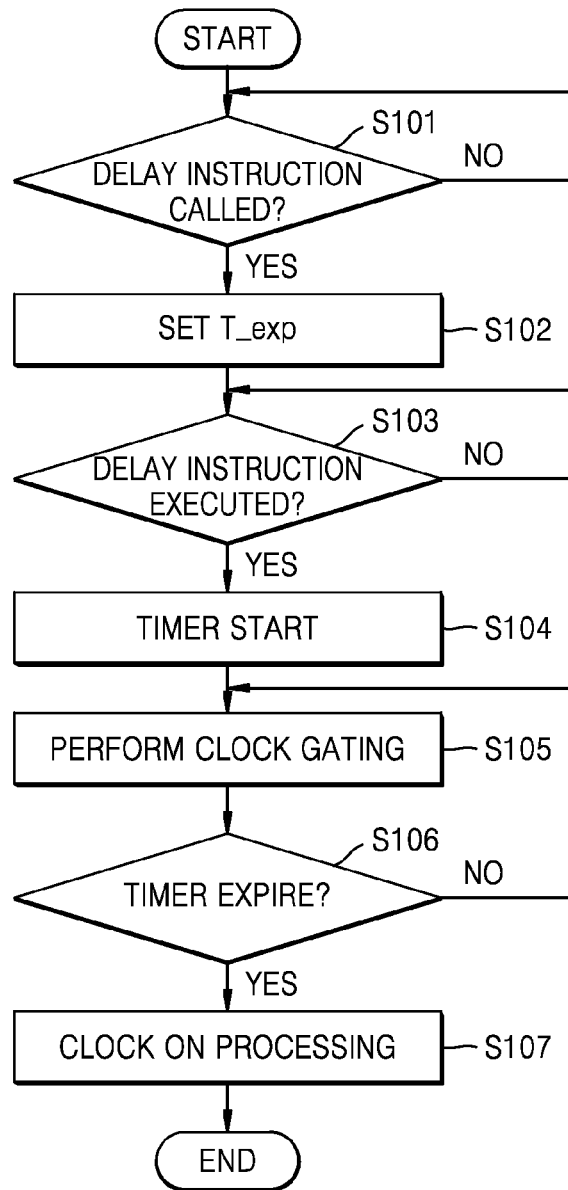 START
S101
DELAY INSTRUCTION
CALLED?
NO
YES
SET T_exp
S102
S103
DELAY INSTRUCTION
EXECUTED?
NO
YES
TIMER START
S104
PERFORM CLOCK GATING
S105
S106
TIMER EXPIRE?
NO
YES
CLOCK ON PROCESSING
S107
END